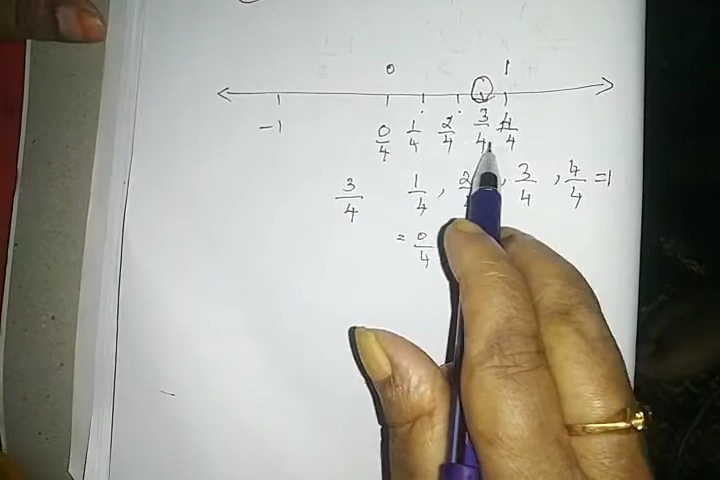 0 1
-1 0/4 1/4 2/4 3/4 4/4
3/4 1/4 , 2/ , 3/4 , 4/4 =1
= 0/4